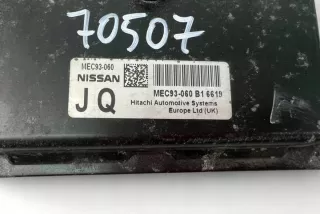 70507
MEC93-060
NISSAN
JQ
MEC93-060 B1 6619
Hitachi Automotive Systems
Europe Ltd (UK)